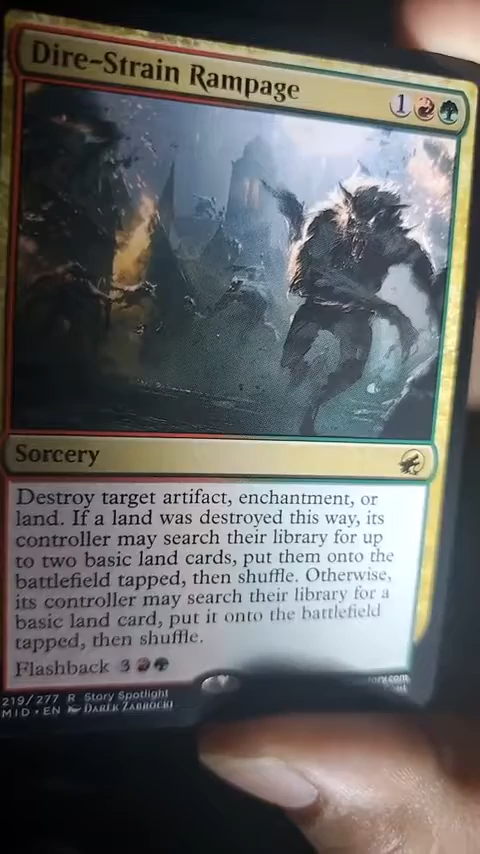 Dire-Strain Rampage
1
Sorcery
Destroy target artifact, enchantment, or
land. If a land was destroyed this way, its
controller may search their library for up
to two basic land cards, put them onto the
battlefield tapped, then shuffle. Otherwise,
its controller may search their library for a
basic land card, put it onto the battlefield
tapped, then shuffle.
Flashback 3
219/277 R Story Spotlight
MID • EN Darek Zabrocki